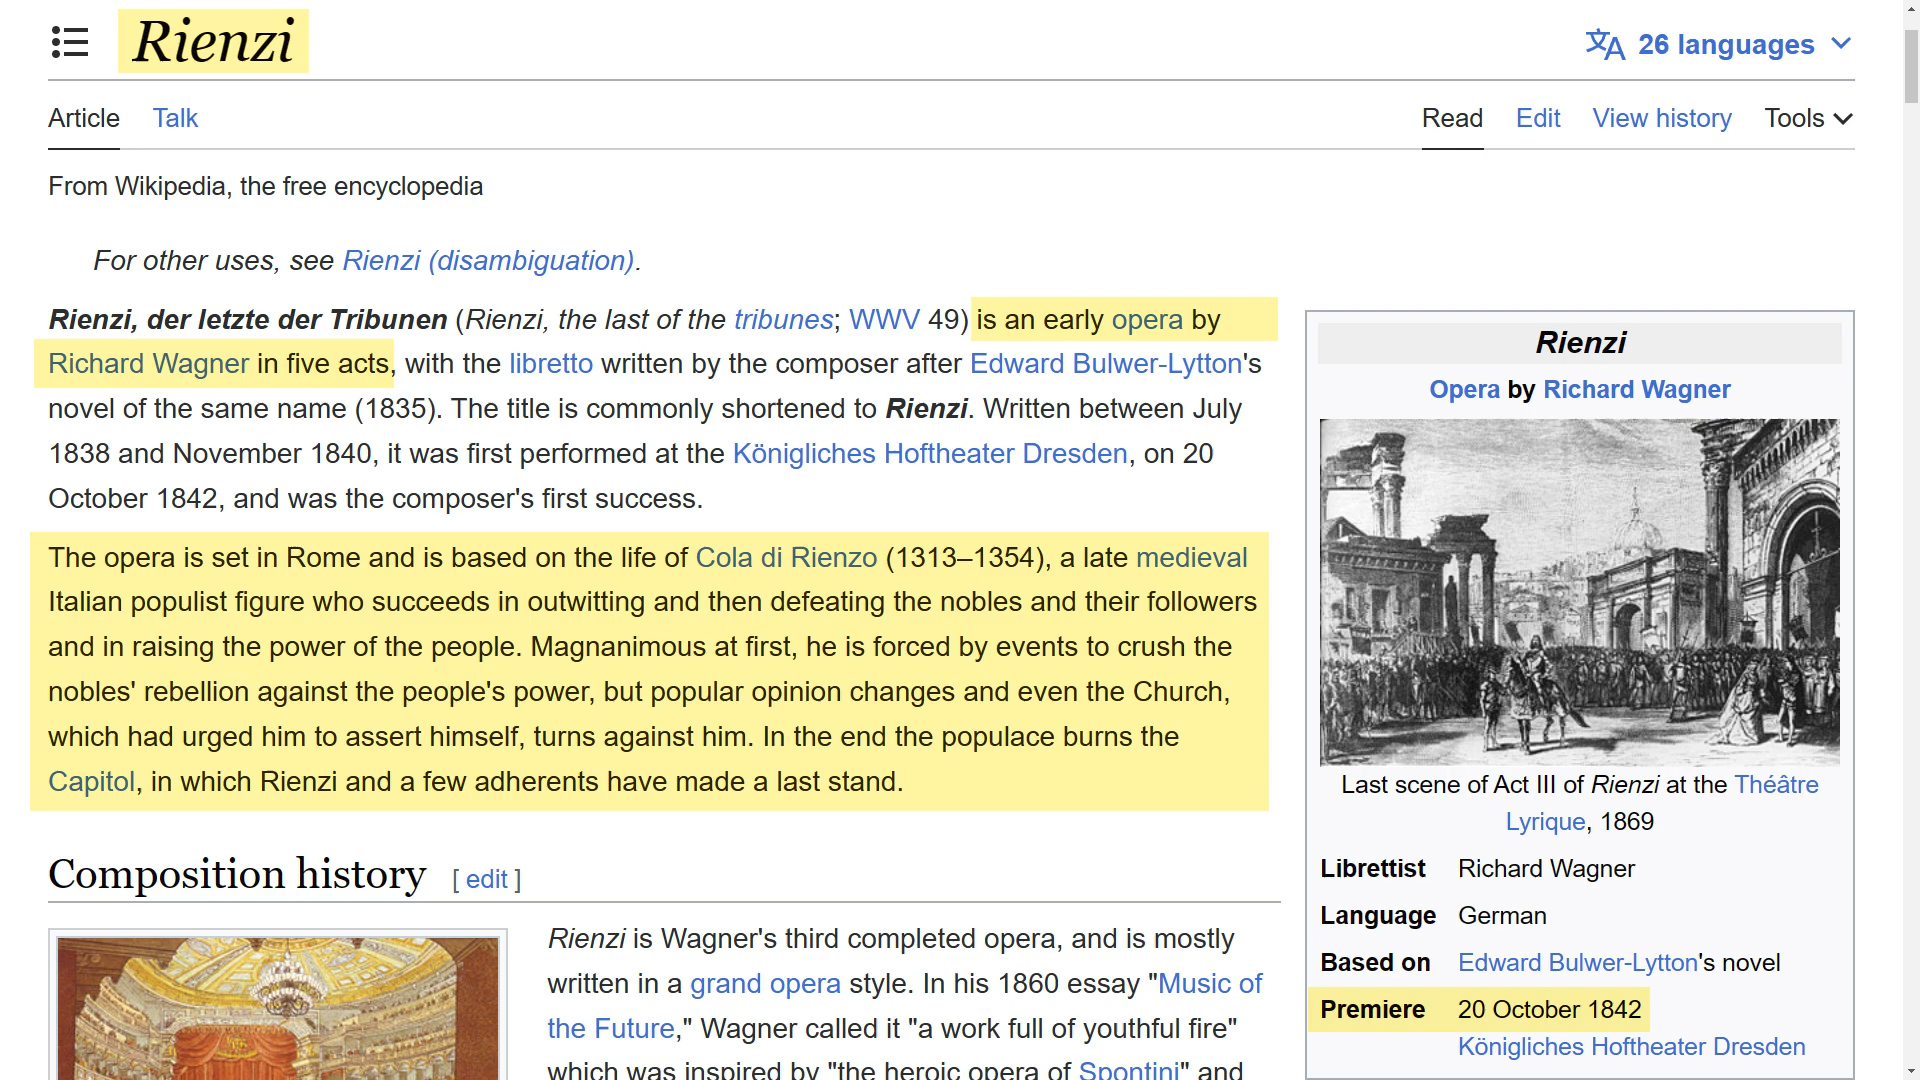 Rienzi
文A 26 languages
Article Talk Read Edit View history Tools
From Wikipedia, the free encyclopedia
For other uses, see Rienzi (disambiguation).
Rienzi, der letzte der Tribunen (Rienzi, the last of the tribunes; WWV 49) is an early opera by
Richard Wagner in five acts, with the libretto written by the composer after Edward Bulwer-Lytton's
novel of the same name (1835). The title is commonly shortened to Rienzi. Written between July
1838 and November 1840, it was first performed at the Königliches Hoftheater Dresden, on 20
October 1842, and was the composer's first success.
The opera is set in Rome and is based on the life of Cola di Rienzo (1313–1354), a late medieval
Italian populist figure who succeeds in outwitting and then defeating the nobles and their followers
and in raising the power of the people. Magnanimous at first, he is forced by events to crush the
nobles' rebellion against the people's power, but popular opinion changes and even the Church,
which had urged him to assert himself, turns against him. In the end the populace burns the
Capitol, in which Rienzi and a few adherents have made a last stand.
Composition history [ edit ]
Rienzi is Wagner's third completed opera, and is mostly
written in a grand opera style. In his 1860 essay "Music of
the Future," Wagner called it "a work full of youthful fire"
which was inspired by "the heroic opera of Spontini" and
Rienzi
Opera by Richard Wagner
Last scene of Act III of Rienzi at the Théâtre
Lyrique, 1869
Librettist Richard Wagner
Language German
Based on Edward Bulwer-Lytton's novel
Premiere 20 October 1842
Königliches Hoftheater Dresden